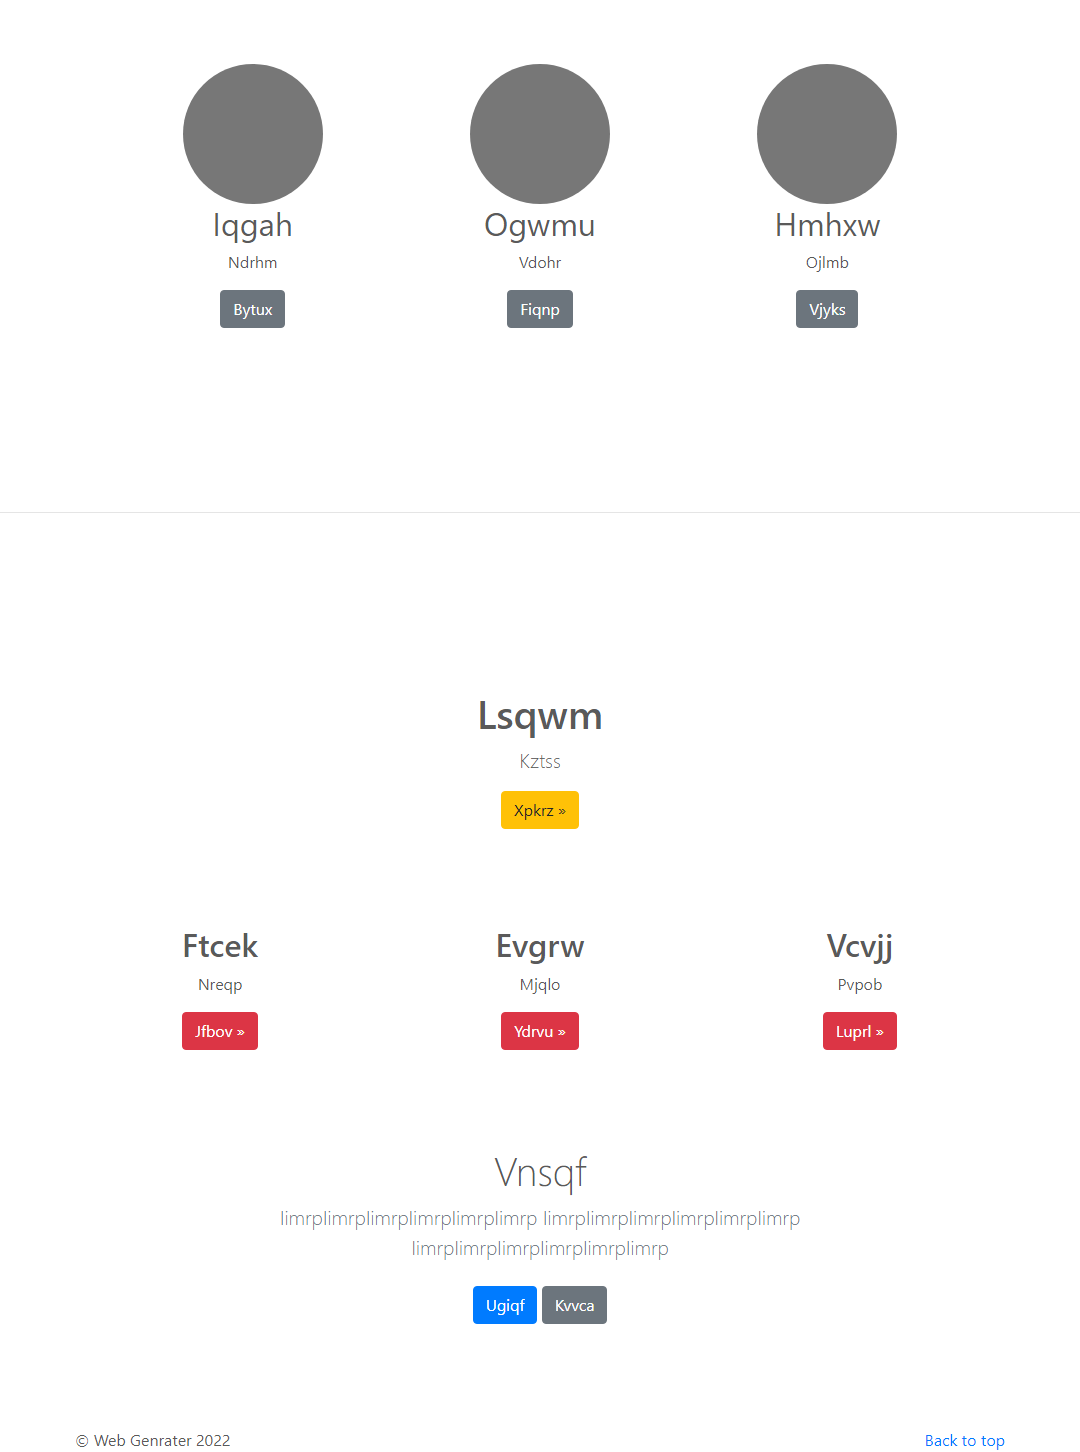 Iqgah Ogwmu Hmhxw
Ndrhm Vdohr Ojlmb
Bytux Fiqnp Vjyks
Lsqwm
Kztss
Xpkrz »
Ftcek Evgrw Vcvjj
Nreqp Mjqlo Pvpob
Jfbov » Ydrvu » Luprl »
Vnsqf
limrplimrplimrplimrplimrplimrp limrplimrplimrplimrplimrplimrp
limrplimrplimrplimrplimrplimrp
Ugiqf Kvvca
© Web Genrater 2022 Back to top